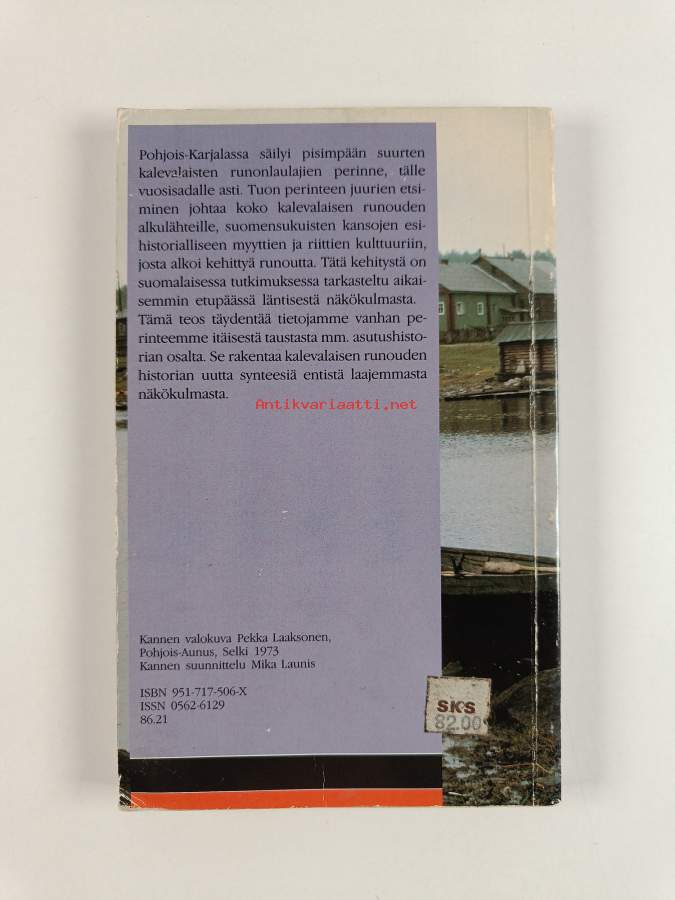 Pohjois-Karjalassa säilyi pisimpään suurten
kalevalaisten runonlaulajien perinne, tälle
vuosisadalle asti. Tuon perinteen juurien etsi-
minen johtaa koko kalevalaisen runouden
alkulähteille, suomensukuisten kansojen esi-
historialliseen myyttien ja riittien kulttuuriin,
josta alkoi kehittyä runoutta. Tätä kehitystä on
suomalaisessa tutkimuksessa tarkasteltu aikai-
semmin etupäässä läntisestä näkökulmasta.
Tämä teos täydentää tietojamme vanhan pe-
rinteemme itäisestä taustasta mm. asutushisto-
rian osalta. Se rakentaa kalevalaisen runouden
historian uutta synteesiä entistä laajemmasta
näkökulmasta.
Antikvariaatti.net
Kannen valokuva Pekka Laaksonen,
Pohjois-Aunus, Selki 1973
Kannen suunnittelu Mika Launis
ISBN 951-717-506-X
ISSN 0562-6129
86.21
SKS
82.00